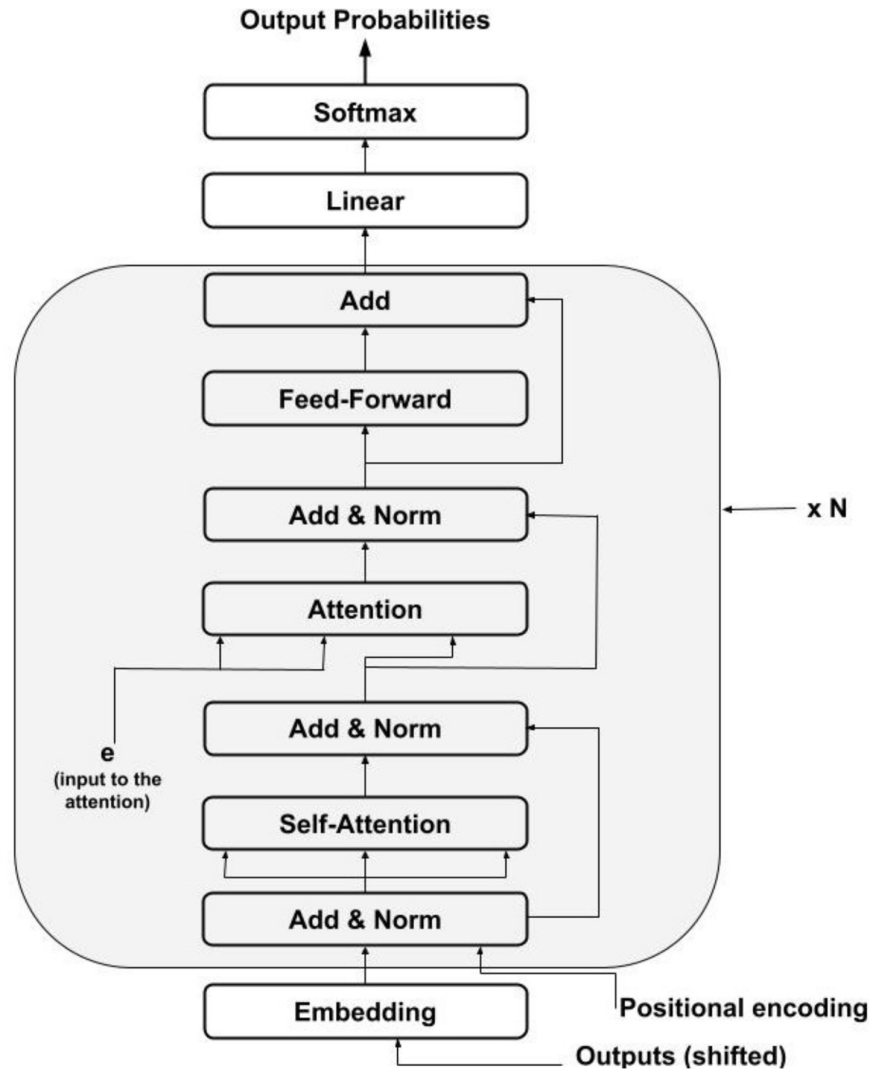 Output Probabilities
Softmax
Linear
Add
Feed-Forward
Add & Norm
x N
Attention
Add & Norm
e
(input to the
attention)
Self-Attention
Add & Norm
Embedding
Positional encoding
Outputs (shifted)